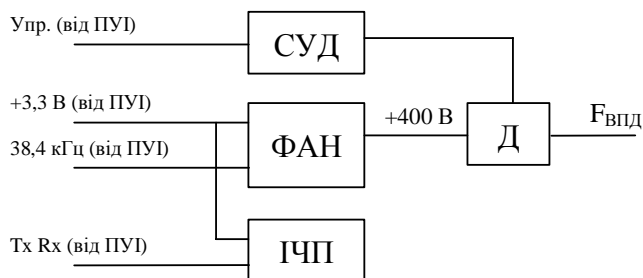 Упр. (від ПУІ)
СУД
+3,3 В (від ПУІ)
38,4 кГц (від ПУІ)
ФАН
+400 В
Д
FВПД
Tx Rx (від ПУІ)
ІЧП